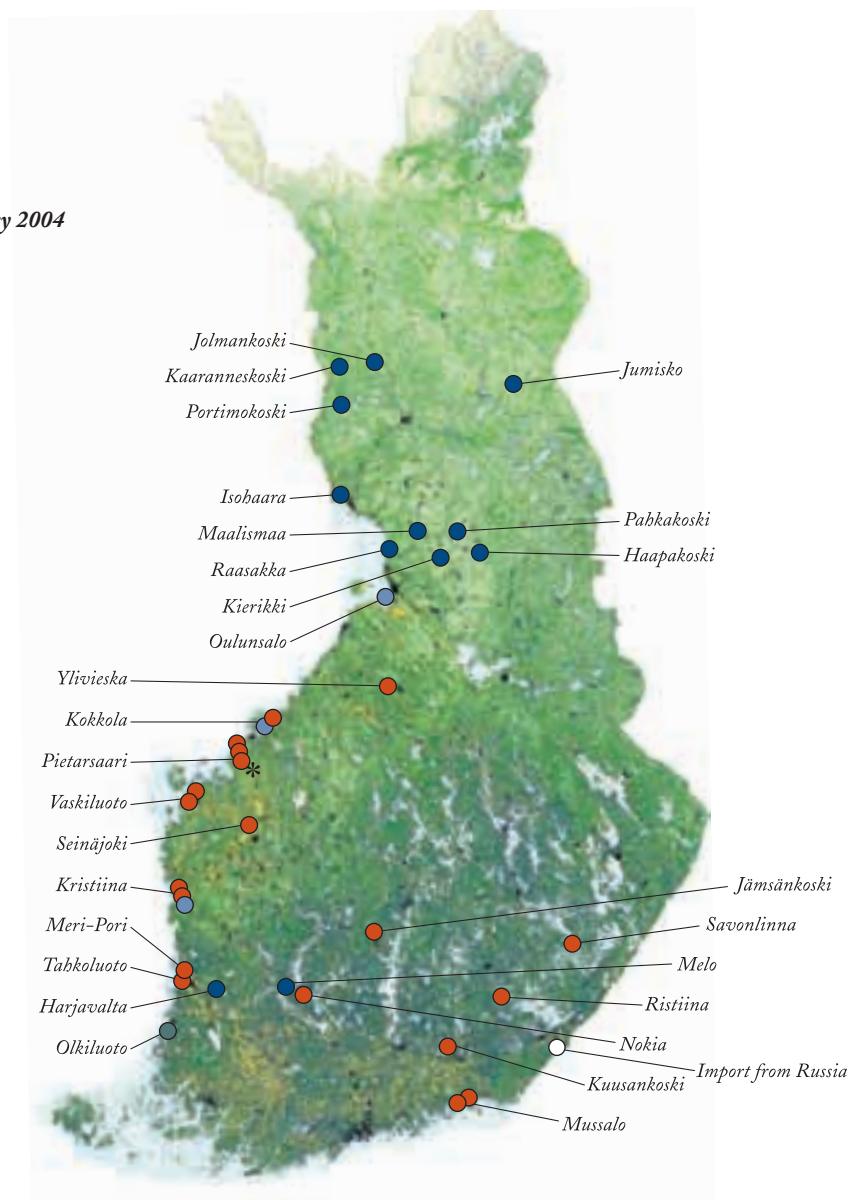 y 2004
Jolmankoski
Kaaranneskoski
Jumisko
Portimokoski
Isohaara
Maalismaa
Pahkakoski
Raasakka
Haapakoski
Kierikki
Oulunsalo
Ylivieska
Kokkola
Pietarsaari
*
Vaskiluoto
Seinäjoki
Kristiina
Jämsänkoski
Meri-Pori
Savonlinna
Tahkoluoto
Melo
Harjavalta
Ristiina
Olkiluoto
Nokia
Import from Russia
Kuusankoski
Mussalo